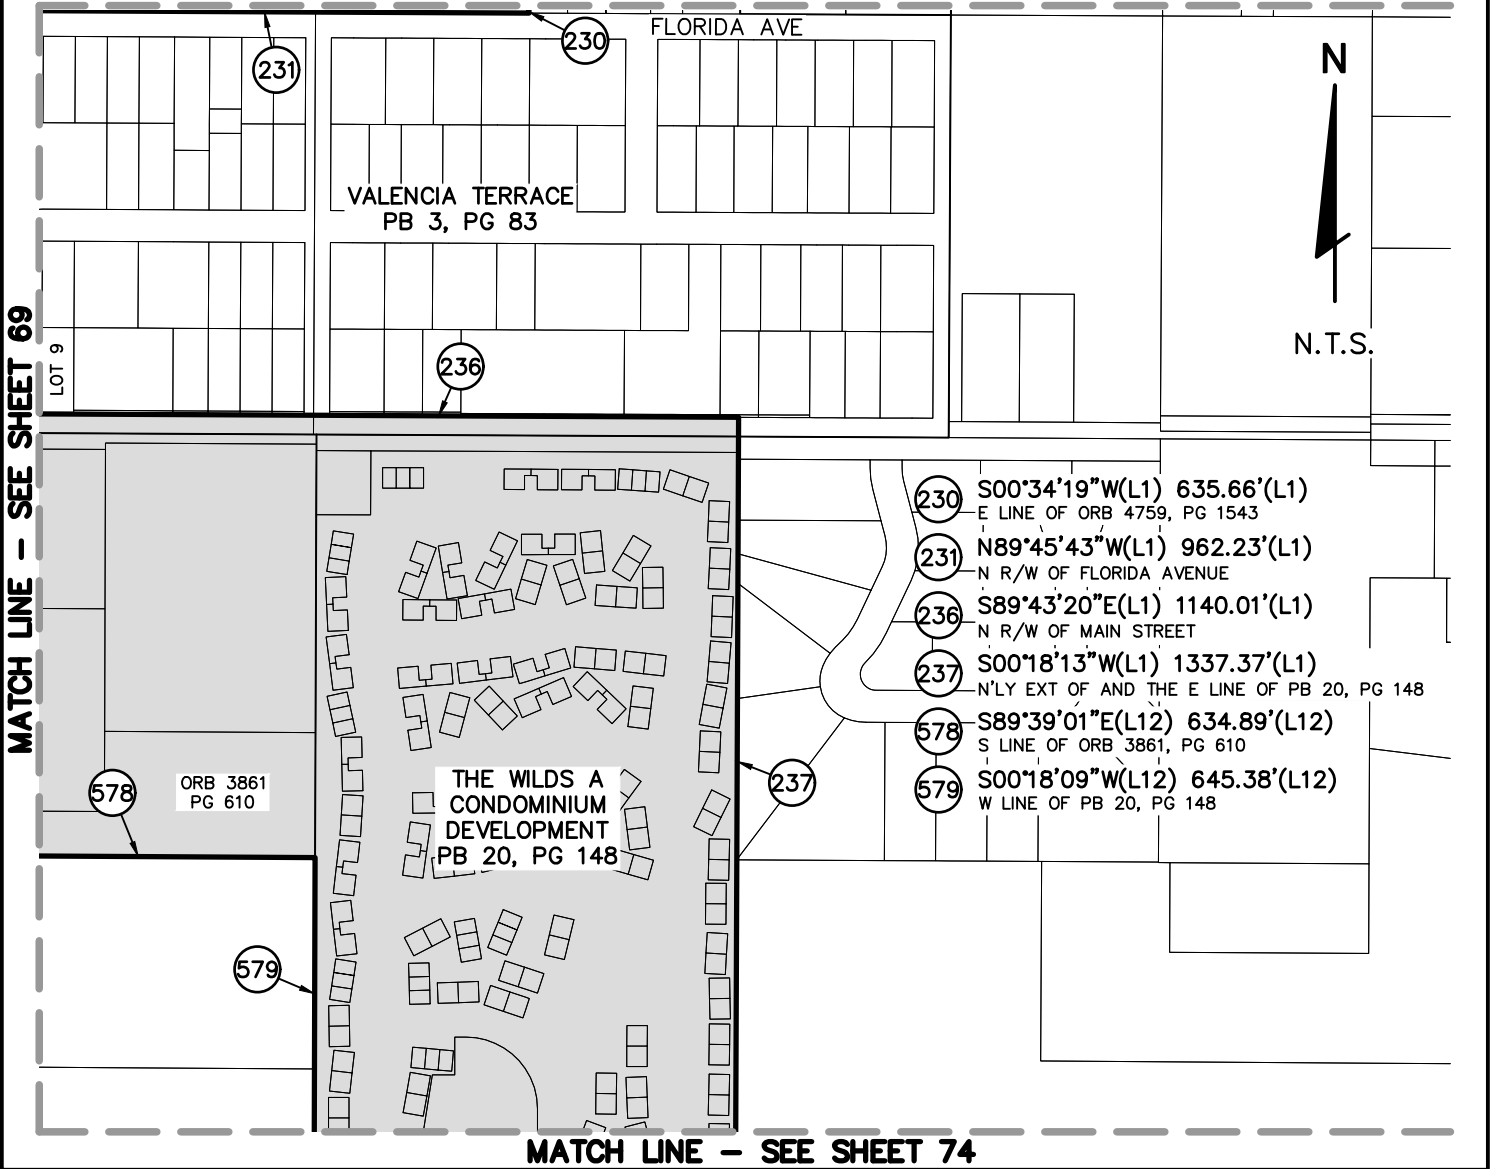 FLORIDA AVE
230
231
N
N.T.S.
VALENCIA TERRACE
PB 3, PG 83
MATCH LINE - SEE SHEET 69
LOT 9
236
230 S00°34'19"W(L1) 635.66'(L1)
E LINE OF ORB 4759, PG 1543
231 N89°45'43"W(L1) 962.23'(L1)
N R/W OF FLORIDA AVENUE
236 S89°43'20"E(L1) 1140.01'(L1)
N R/W OF MAIN STREET
237 S00°18'13"W(L1) 1337.37'(L1)
N'LY EXT OF AND THE E LINE OF PB 20, PG 148
578 S89°39'01"E(L12) 634.89'(L12)
S LINE OF ORB 3861, PG 610
579 S00°18'09"W(L12) 645.38'(L12)
W LINE OF PB 20, PG 148
578
ORB 3861
PG 610
THE WILDS A
CONDOMINIUM
DEVELOPMENT
PB 20, PG 148
237
579
MATCH LINE - SEE SHEET 74